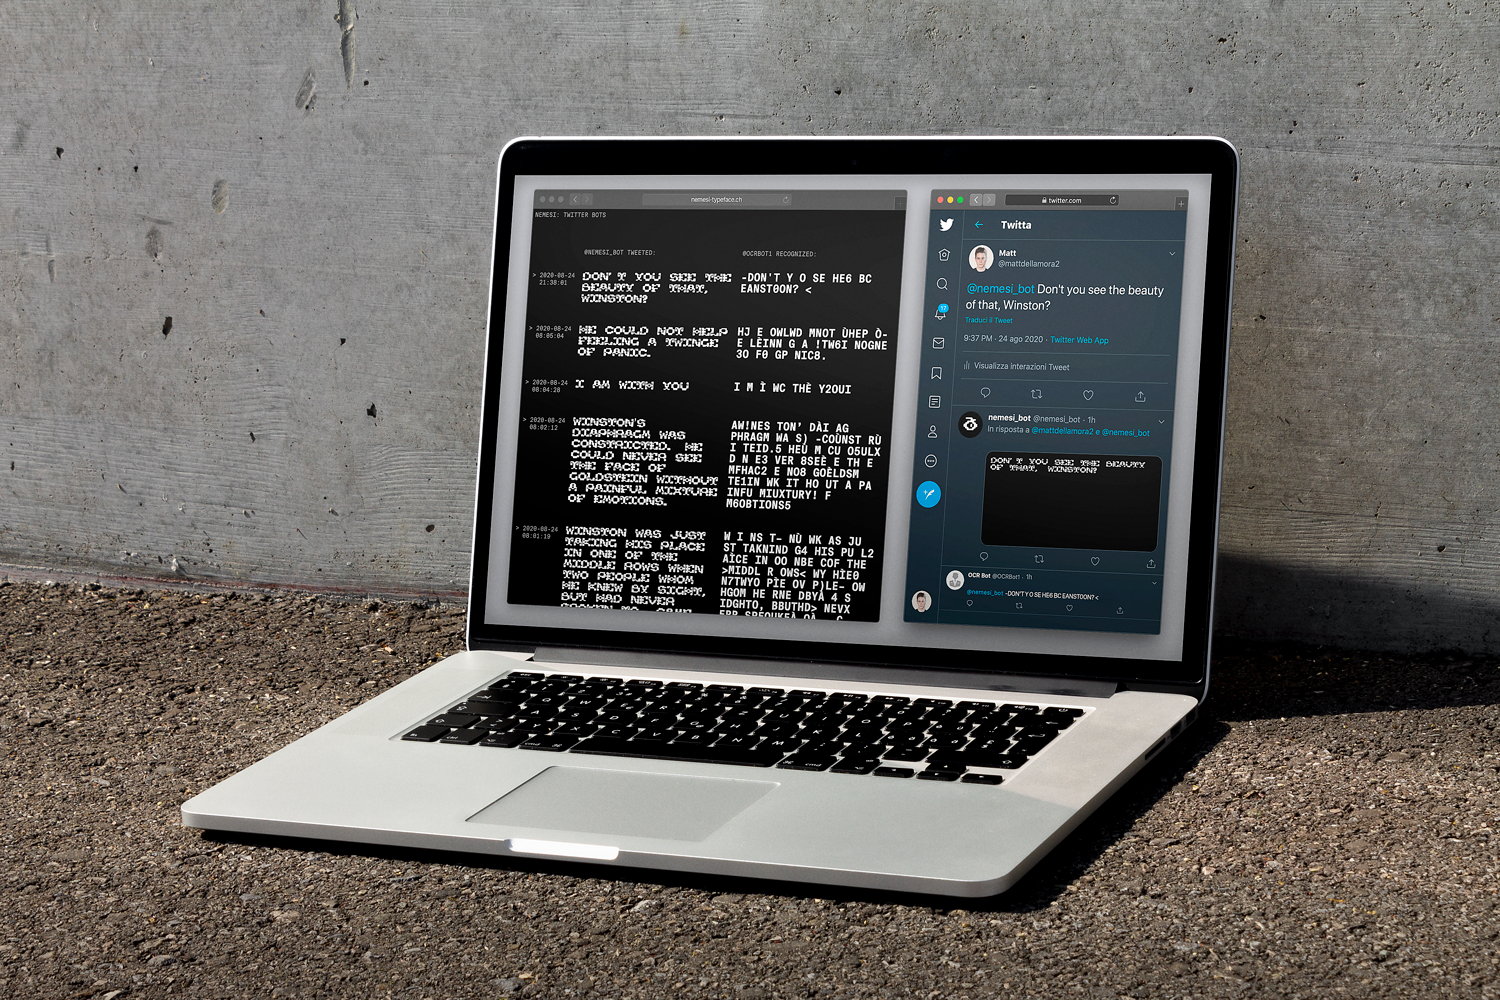 nemesi-typeface.ch
NEMESI: TWITTER BOTS
@NEMESI_BOT TWEETED:
@OCRBOT1 RECOGNIZED:
> 2020-08-24
21:38:01
DON'T YOU SEE THE
BEAUTY OF THAT,
WINSTON?
-DON'T Y O SE HE6 BC
EANST0ON? <
> 2020-08-24
08:05:04
HE COULD NOT HELP
FEELING A TWINGE
OF PANIC.
HJ E OWLWD MNOT ÙHEP Ò-
E LÈINN G A !TW6I NOGNE
3O F0 GP NIC8.
> 2020-08-24
08:04:28
I AM WITH YOU
I M Ì WC THÈ Y2OUI
> 2020-08-24
08:02:12
WINSTON'S
DIAPHRAGM WAS
CONSTRICTED. HE
COULD NEVER SEE
THE FACE OF
GOLDSTEIN WITHOUT
A PAINFUL MIXTURE
OF EMOTIONS.
AW!NES TON' DÀI AG
PHRAGM WA S) -COÙNST RÙ
I TEID.5 HEÙ M CU O5ULX
D N E3 VER 8SEÈ E TH E
MFHAC2 E NO8 GOÈLDSM
TE1IN WK IT HO UT A PA
INFU MIUXTURY! F
M6OBTIONS5
> 2020-08-24
08:01:19
WINSTON WAS JUST
TAKING HIS PLACE
IN ONE OF THE
MIDDLE ROWS WHEN
TWO PEOPLE WHOM
HE KNEW BY SIGHT,
BUT HAD NEVER
W I NS T- NÙ WK AS JU
ST TAKNIND G4 HIS PU L2
AÌCE IN OO NBE COF THE
>MIDDL R OWS< WY HÌE0
N7TWYO PÌE OV P)LE- OW
HGOM HE RNE DBYÀ 4 S
IDGHTO, BBUTHD> NEVX
twitter.com
Twitta
Matt
@mattdellamora2
@nemesi_bot Don't you see the beauty
of that, Winston?
Traduci il Tweet
9:37 PM · 24 ago 2020 · Twitter Web App
Visualizza interazioni Tweet
nemesi_bot @nemesi_bot · 1h
In risposta a @mattdellamora2 e @nemesi_bot
DON'T YOU SEE THE BEAUTY
OF THAT, WINSTON?
OCR Bot @OCRBot1 · 1h
@nemesi_bot -DON'T Y O SE HE6 BC EANST0ON? <
17
cmd
cmd